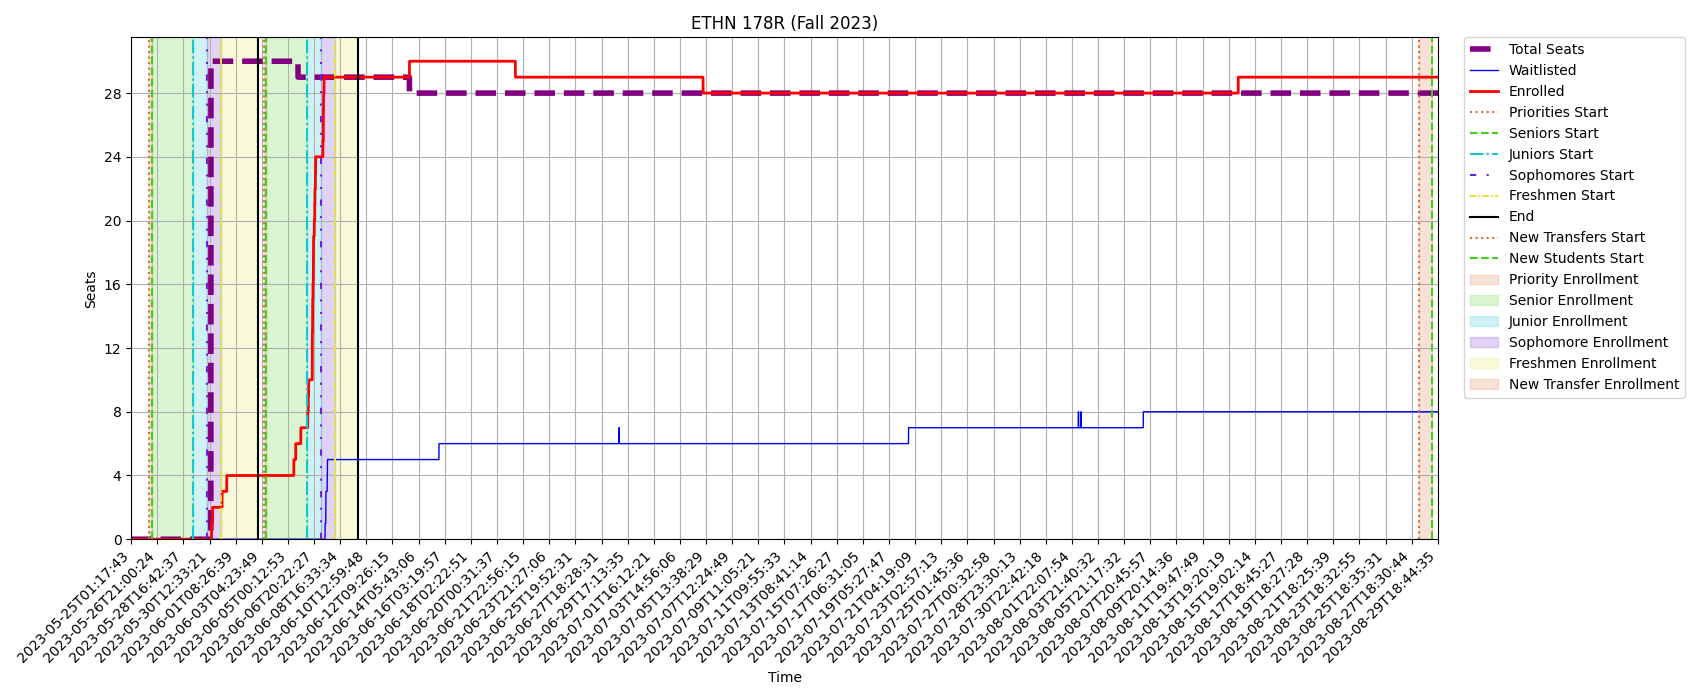 ETHN 178R (Fall 2023)
Seats
28
24
20
16
12
8
4
0
2023-05-25T01:17:43
2023-05-26T21:00:24
2023-05-28T16:42:37
2023-05-30T12:33:21
2023-06-01T08:26:39
2023-06-03T04:23:49
2023-06-05T00:12:53
2023-06-06T20:22:27
2023-06-08T16:33:34
2023-06-10T12:59:48
2023-06-12T09:26:15
2023-06-14T05:43:06
2023-06-16T03:19:57
2023-06-18T02:22:51
2023-06-20T00:31:37
2023-06-21T22:56:15
2023-06-23T21:27:06
2023-06-25T19:52:31
2023-06-27T18:28:31
2023-06-29T17:13:35
2023-07-01T16:12:21
2023-07-03T14:56:06
2023-07-05T13:38:29
2023-07-07T12:24:49
2023-07-09T11:05:21
2023-07-11T09:55:33
2023-07-13T08:41:14
2023-07-15T07:26:27
2023-07-17T06:31:05
2023-07-19T05:27:47
2023-07-21T04:19:09
2023-07-23T02:57:13
2023-07-25T01:45:36
2023-07-27T00:32:58
2023-07-28T23:30:13
2023-07-30T22:42:18
2023-08-01T22:07:54
2023-08-03T21:40:32
2023-08-05T21:17:32
2023-08-07T20:45:57
2023-08-09T20:14:36
2023-08-11T19:47:49
2023-08-13T19:20:19
2023-08-15T19:02:14
2023-08-17T18:45:27
2023-08-19T18:27:28
2023-08-21T18:25:39
2023-08-23T18:32:55
2023-08-25T18:35:31
2023-08-27T18:30:44
2023-08-29T18:44:35
Time
Total Seats
Waitlisted
Enrolled
Priorities Start
Seniors Start
Juniors Start
Sophomores Start
Freshmen Start
End
New Transfers Start
New Students Start
Priority Enrollment
Senior Enrollment
Junior Enrollment
Sophomore Enrollment
Freshmen Enrollment
New Transfer Enrollment